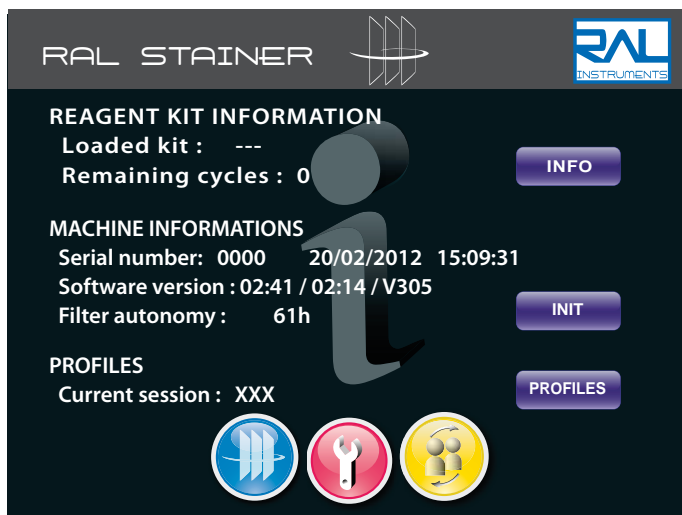 RAL STAINER
RAL
INSTRUMENTS
REAGENT KIT INFORMATION
Loaded kit : ---
Remaining cycles : 0
INFO
MACHINE INFORMATIONS
Serial number: 0000 20/02/2012 15:09:31
Software version : 02:41 / 02:14 / V305
Filter autonomy : 61h
INIT
PROFILES
Current session : XXX
PROFILES